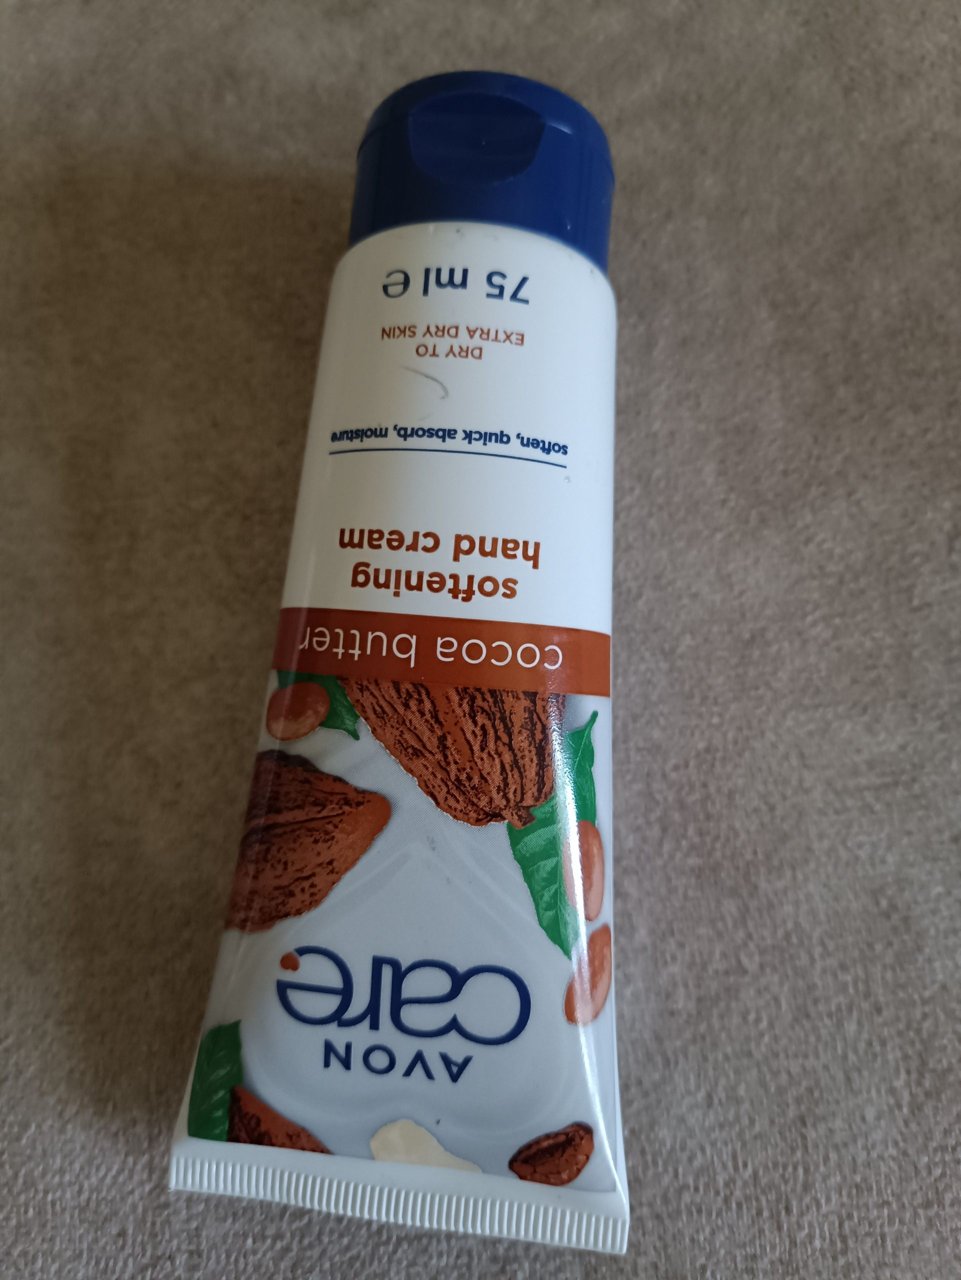 AVON
care
cocoa butter
softening
hand cream
soften, quick absorb, moisture
DRY TO
EXTRA DRY SKIN
75 ml ℮